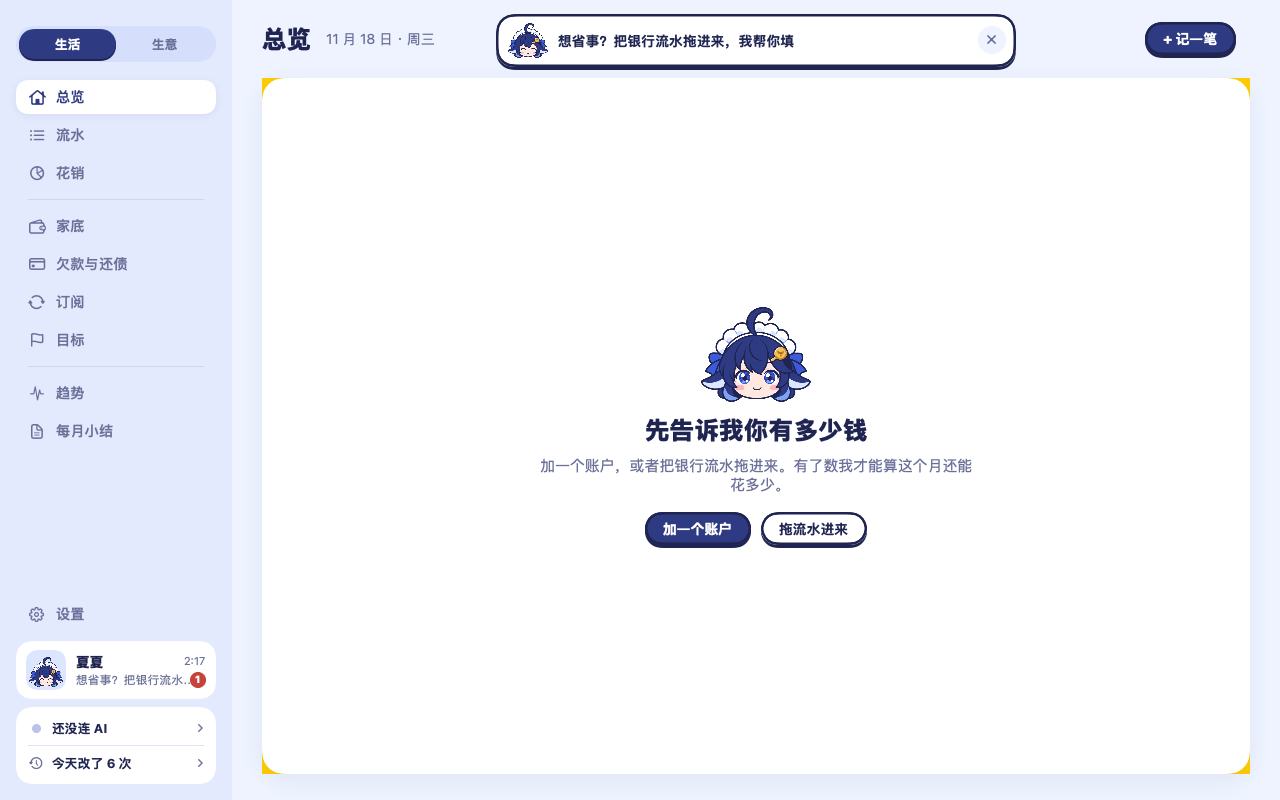 生活
生意
总览
流水
花销
家底
欠款与还债
订阅
目标
趋势
每月小结
设置
夏夏
2:17
想省事？把银行流水...
1
还没连 AI
今天改了 6 次
总览
11 月 18 日 · 周三
想省事？把银行流水拖进来，我帮你填
+ 记一笔
先告诉我你有多少钱
加一个账户，或者把银行流水拖进来。有了数我才能算这个月还能
花多少。
加一个账户
拖流水进来